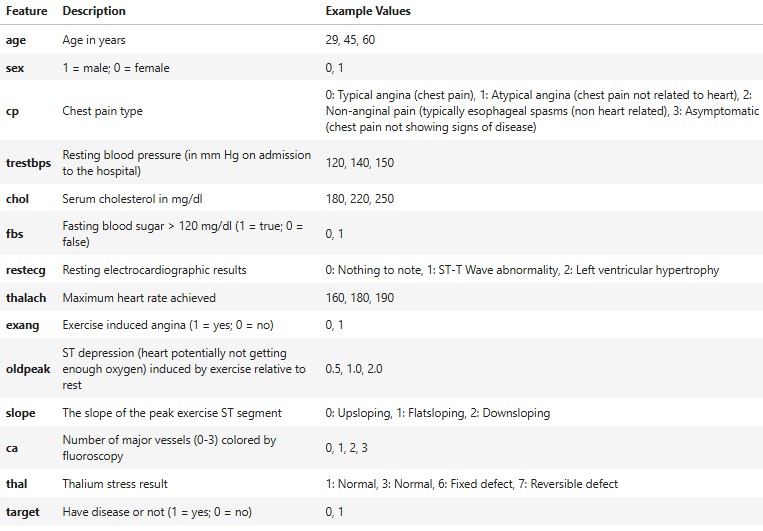 Feature Description Example Values
age Age in years 29, 45, 60
sex 1 = male; 0 = female 0, 1
cp Chest pain type 0: Typical angina (chest pain), 1: Atypical angina (chest pain not related to heart), 2:
Non-anginal pain (typically esophageal spasms (non heart related), 3: Asymptomatic
(chest pain not showing signs of disease)
trestbps Resting blood pressure (in mm Hg on admission
to the hospital) 120, 140, 150
chol Serum cholesterol in mg/dl 180, 220, 250
fbs Fasting blood sugar > 120 mg/dl (1 = true; 0 =
false) 0, 1
restecg Resting electrocardiographic results 0: Nothing to note, 1: ST-T Wave abnormality, 2: Left ventricular hypertrophy
thalach Maximum heart rate achieved 160, 180, 190
exang Exercise induced angina (1 = yes; 0 = no) 0, 1
oldpeak ST depression (heart potentially not getting
enough oxygen) induced by exercise relative to
rest 0.5, 1.0, 2.0
slope The slope of the peak exercise ST segment 0: Upsloping, 1: Flatsloping, 2: Downsloping
ca Number of major vessels (0-3) colored by
fluoroscopy 0, 1, 2, 3
thal Thalium stress result 1: Normal, 3: Normal, 6: Fixed defect, 7: Reversible defect
target Have disease or not (1 = yes; 0 = no) 0, 1